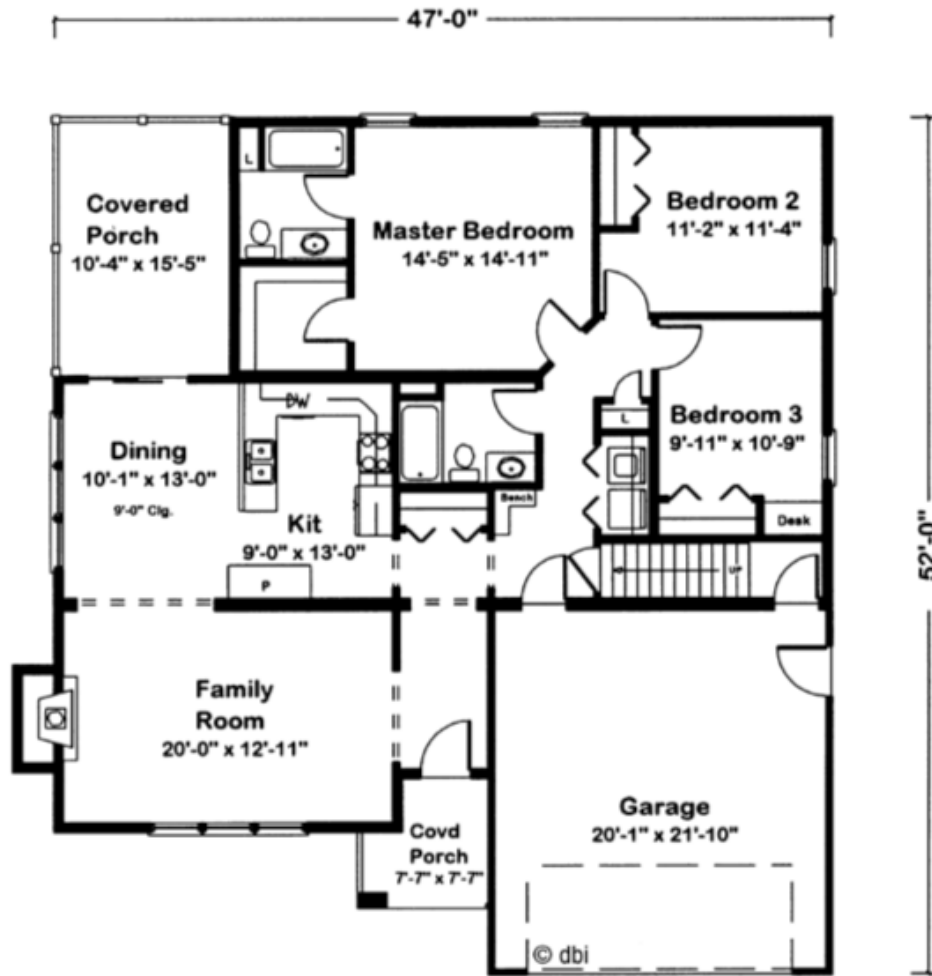 47'-0"
Covered
Porch
10'-4" x 15'-5"
L
Master Bedroom
14'-5" x 14'-11"
Bedroom 2
11'-2" x 11'-4"
Dining
10'-1" x 13'-0"
9'-0" Clg.
DW
Kit
9'-0" x 13'-0"
P
Bench
L
Bedroom 3
9'-11" x 10'-9"
Desk
UP
52'-0"
Family
Room
20'-0" x 12'-11"
Covd
Porch
7'-7" x 7'-7"
Garage
20'-1" x 21'-10"
© dbi